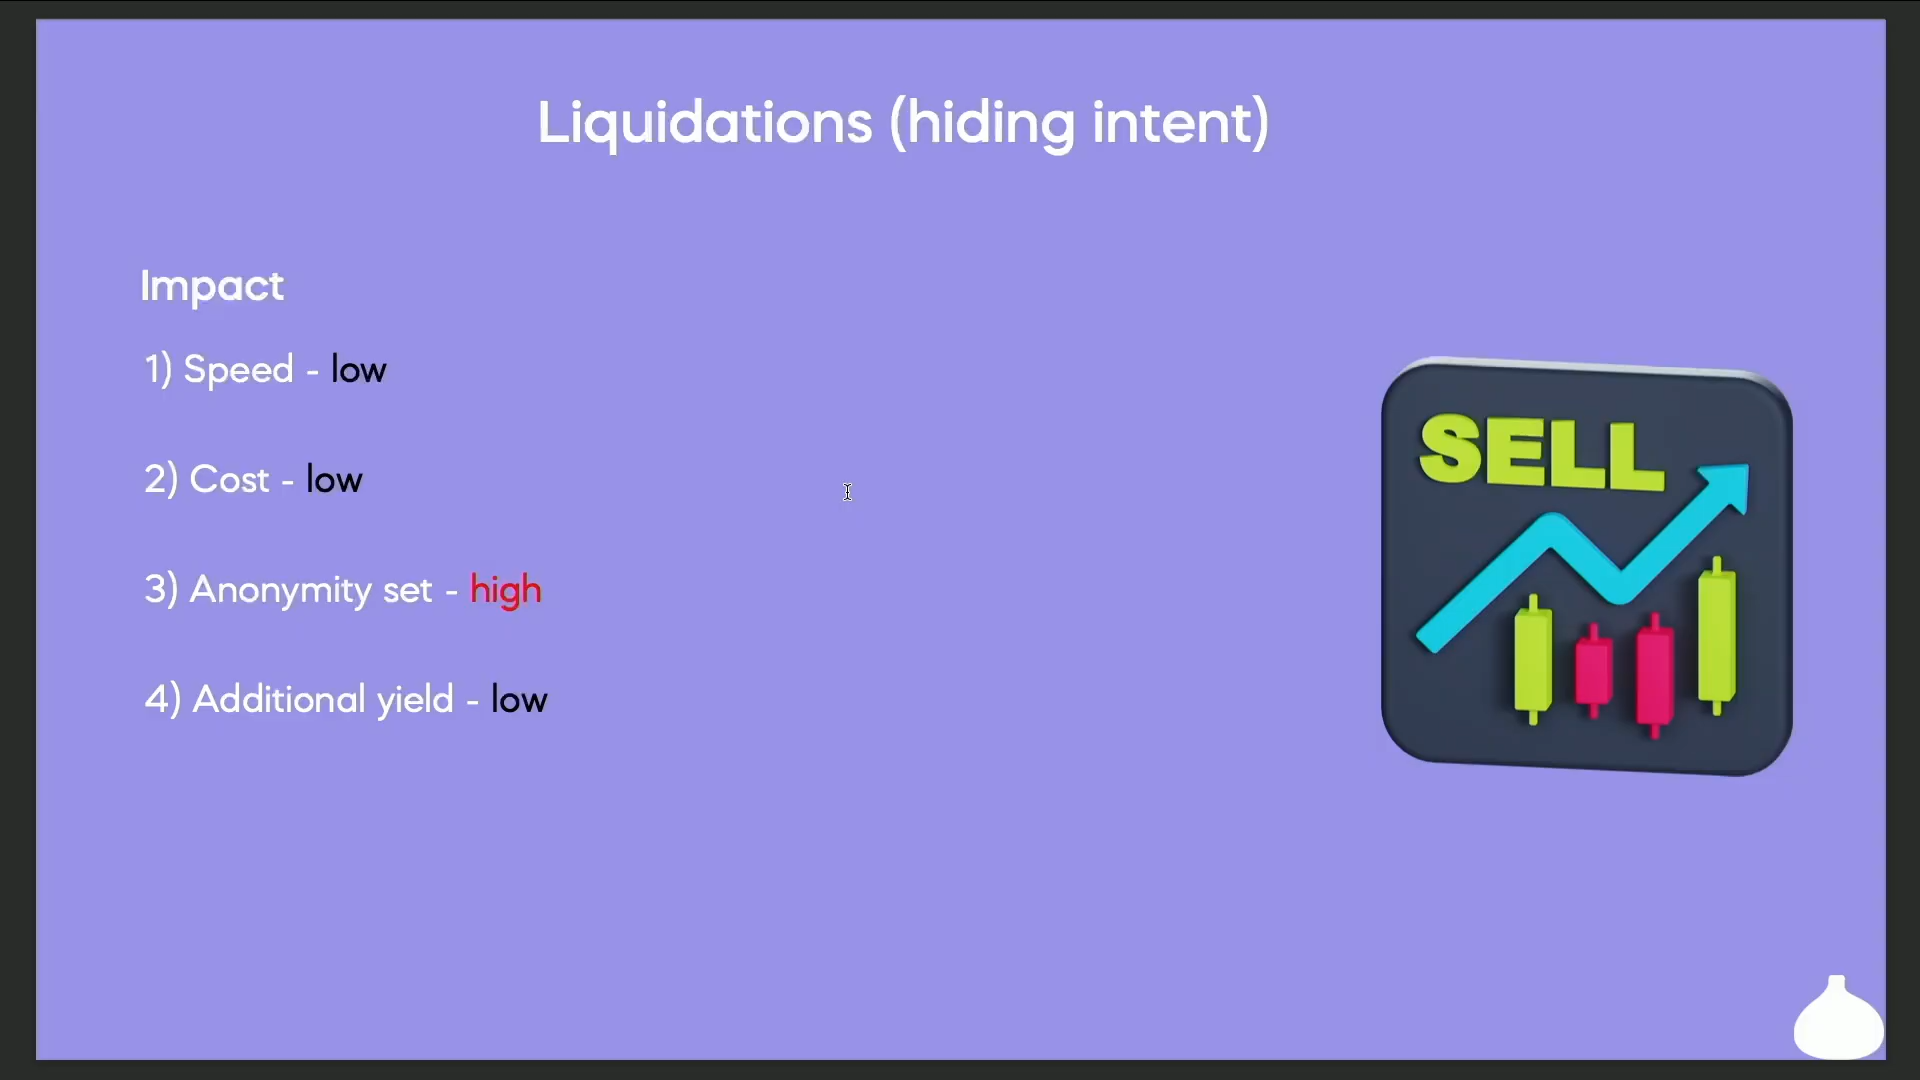 Liquidations (hiding intent)
Impact
1) Speed - low
2) Cost - low
3) Anonymity set - high
4) Additional yield - low
SELL